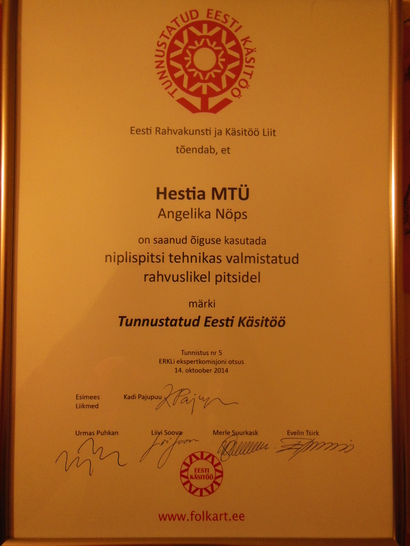 TUNNUSTATUD EESTI KÄSITÖÖ
Eesti Rahvakunsti ja Käsitöö Liit
tõendab, et
Hestia MTÜ
Angelika Nöps
on saanud õiguse kasutada
niplispitsi tehnikas valmistatud
rahvuslikel pitsidel
märki
Tunnustatud Eesti Käsitöö
Tunnistus nr 5
ERKLi ekspertkomisjoni otsus
14. oktoober 2014
Esimees Kadi Pajupuu
Liikmed
Urmas Puhkan Liivi Soova Merle Suurkask Evelin Tsirk
EESTI
KÄSITÖÖ
www.folkart.ee